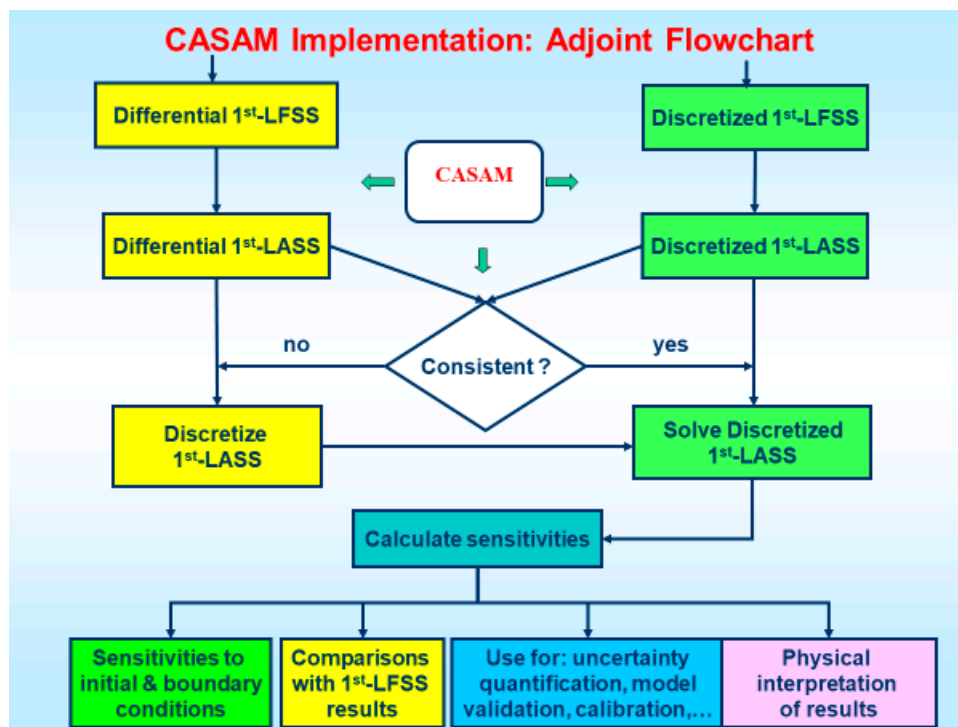 CASAM Implementation: Adjoint Flowchart
Differential 1st-LFSS
Discretized 1st-LFSS
CASAM
Differential 1st-LASS
Discretized 1st-LASS
no
Consistent ?
yes
Discretize
1st-LASS
Solve Discretized
1st-LASS
Calculate sensitivities
Sensitivities to
initial & boundary
conditions
Comparisons
with 1st-LFSS
results
Use for: uncertainty
quantification, model
validation, calibration,...
Physical
interpretation
of results